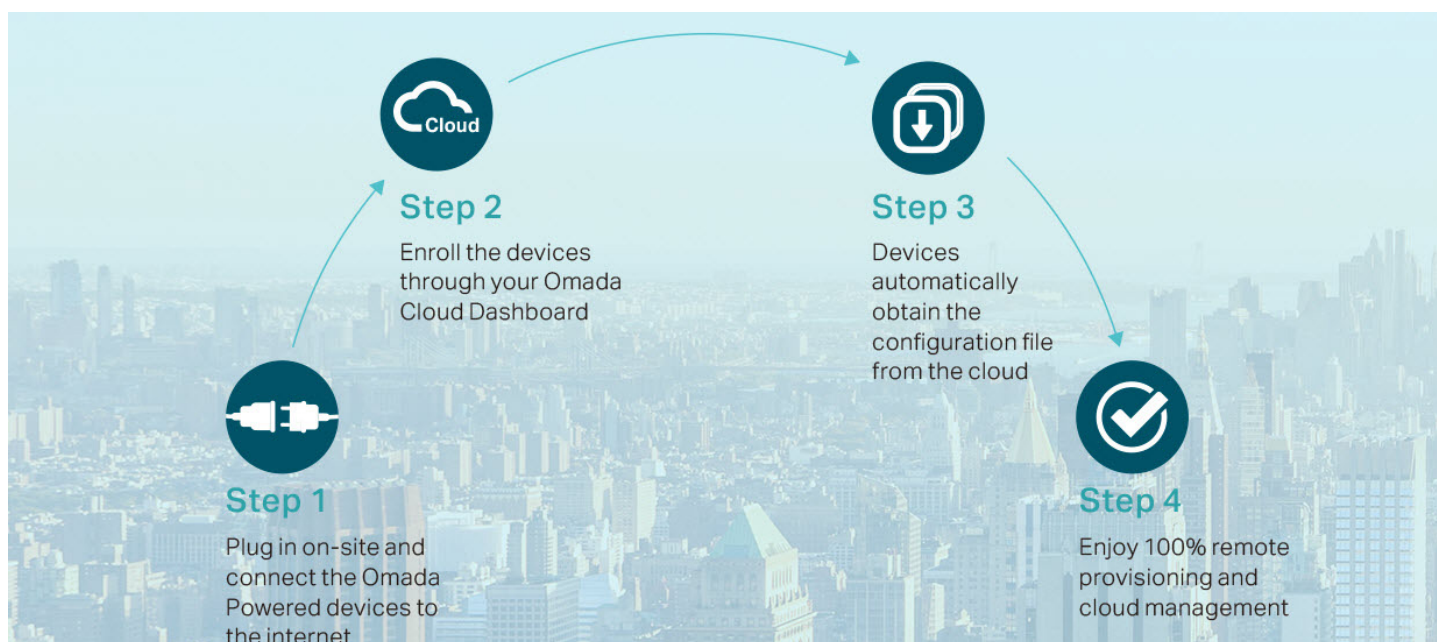 Cloud
Step 2
Enroll the devices
through your Omada
Cloud Dashboard
Step 3
Devices
automatically
obtain the
configuration file
from the cloud
Step 1
Plug in on-site and
connect the Omada
Powered devices to
the internet
Step 4
Enjoy 100% remote
provisioning and
cloud management